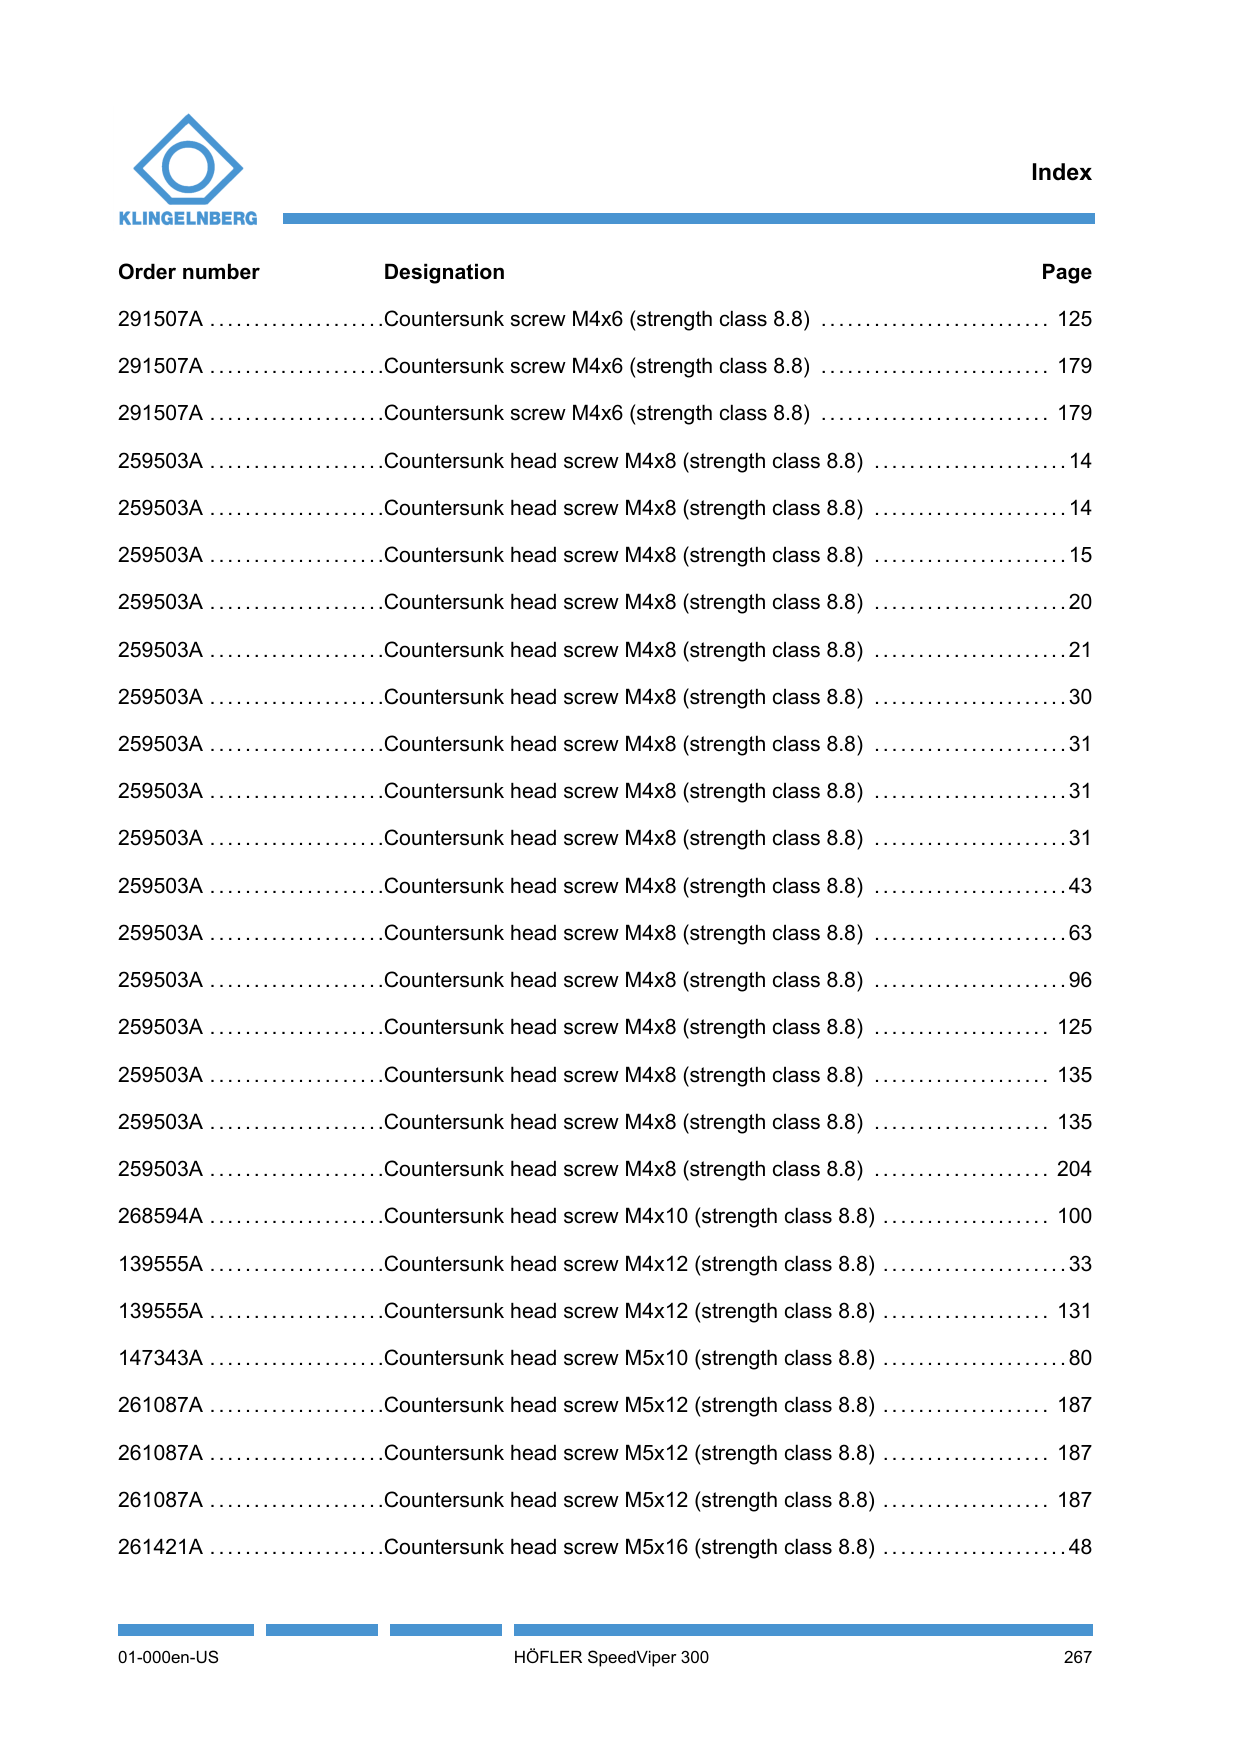 KLINGELNBERG
Index
Order number Designation Page
291507A ....................Countersunk screw M4x6 (strength class 8.8) .......................... 125
291507A ....................Countersunk screw M4x6 (strength class 8.8) .......................... 179
291507A ....................Countersunk screw M4x6 (strength class 8.8) .......................... 179
259503A ....................Countersunk head screw M4x8 (strength class 8.8) ......................14
259503A ....................Countersunk head screw M4x8 (strength class 8.8) ......................14
259503A ....................Countersunk head screw M4x8 (strength class 8.8) ......................15
259503A ....................Countersunk head screw M4x8 (strength class 8.8) ......................20
259503A ....................Countersunk head screw M4x8 (strength class 8.8) ......................21
259503A ....................Countersunk head screw M4x8 (strength class 8.8) ......................30
259503A ....................Countersunk head screw M4x8 (strength class 8.8) ......................31
259503A ....................Countersunk head screw M4x8 (strength class 8.8) ......................31
259503A ....................Countersunk head screw M4x8 (strength class 8.8) ......................31
259503A ....................Countersunk head screw M4x8 (strength class 8.8) ......................43
259503A ....................Countersunk head screw M4x8 (strength class 8.8) ......................63
259503A ....................Countersunk head screw M4x8 (strength class 8.8) ......................96
259503A ....................Countersunk head screw M4x8 (strength class 8.8) .................... 125
259503A ....................Countersunk head screw M4x8 (strength class 8.8) .................... 135
259503A ....................Countersunk head screw M4x8 (strength class 8.8) .................... 135
259503A ....................Countersunk head screw M4x8 (strength class 8.8) .................... 204
268594A ....................Countersunk head screw M4x10 (strength class 8.8) ................... 100
139555A ....................Countersunk head screw M4x12 (strength class 8.8) .....................33
139555A ....................Countersunk head screw M4x12 (strength class 8.8) ................... 131
147343A ....................Countersunk head screw M5x10 (strength class 8.8) .....................80
261087A ....................Countersunk head screw M5x12 (strength class 8.8) ................... 187
261087A ....................Countersunk head screw M5x12 (strength class 8.8) ................... 187
261087A ....................Countersunk head screw M5x12 (strength class 8.8) ................... 187
261421A ....................Countersunk head screw M5x16 (strength class 8.8) .....................48
01-000en-US HÖFLER SpeedViper 300 267